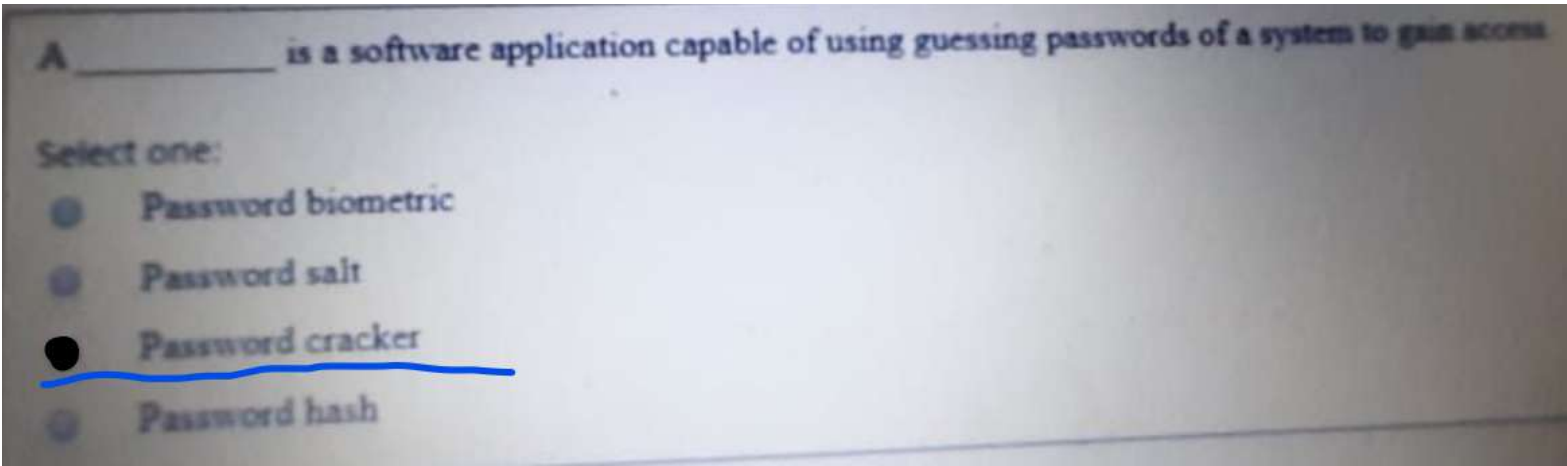 A __________ is a software application capable of using guessing passwords of a system to gain access
Select one:
Password biometric
Password salt
Password cracker
Password hash